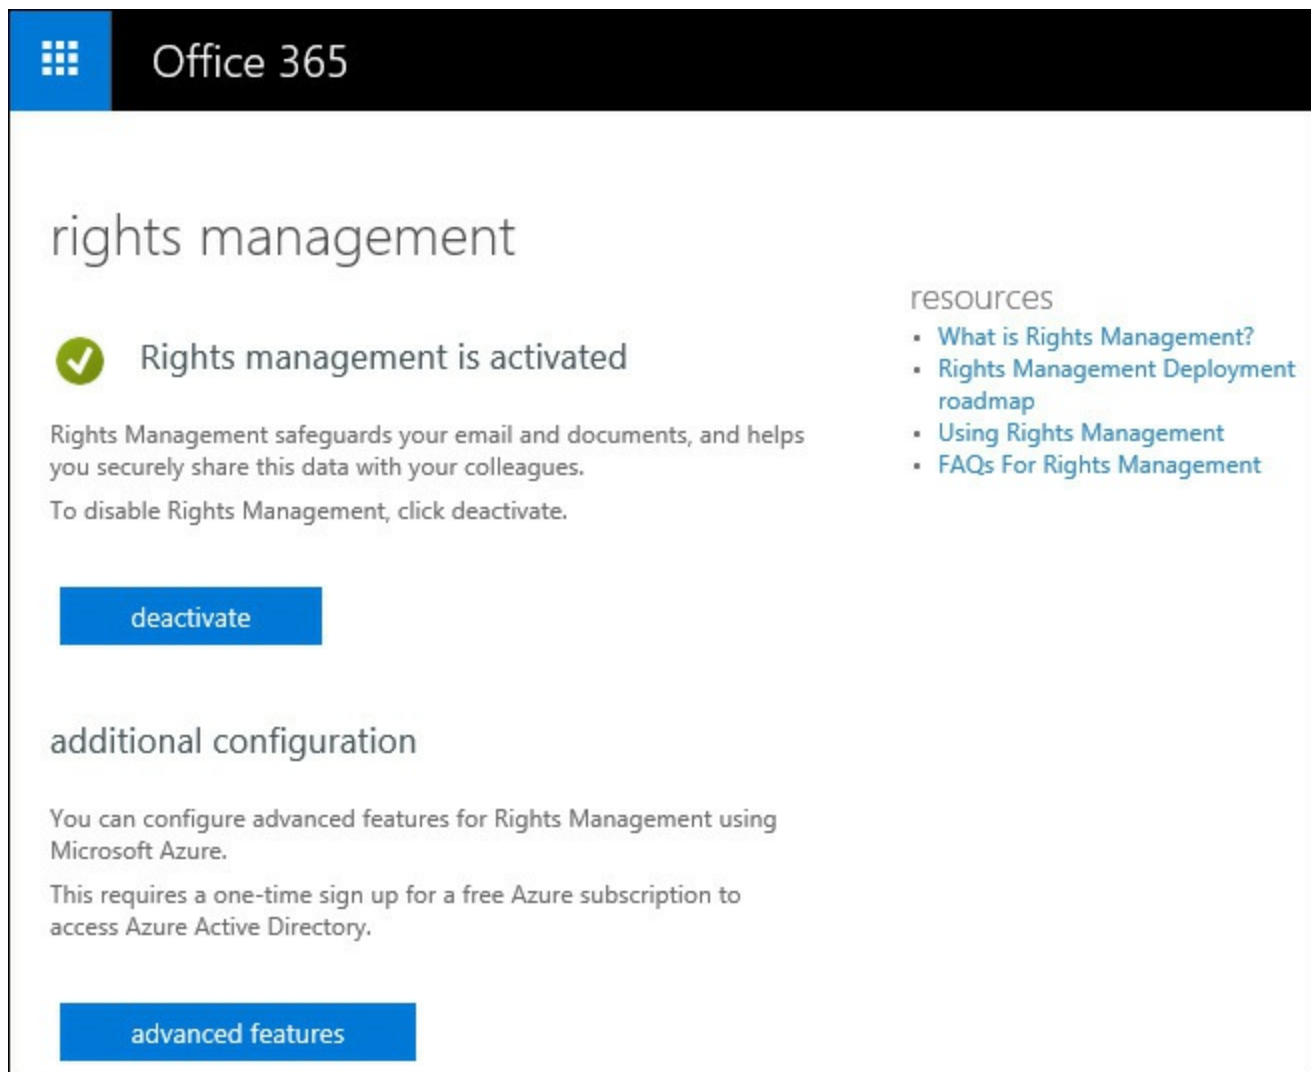 Office 365
rights management
Rights management is activated
Rights Management safeguards your email and documents, and helps
you securely share this data with your colleagues.
To disable Rights Management, click deactivate.
deactivate
additional configuration
You can configure advanced features for Rights Management using
Microsoft Azure.
This requires a one-time sign up for a free Azure subscription to
access Azure Active Directory.
advanced features
resources
What is Rights Management?
Rights Management Deployment
roadmap
Using Rights Management
FAQs For Rights Management